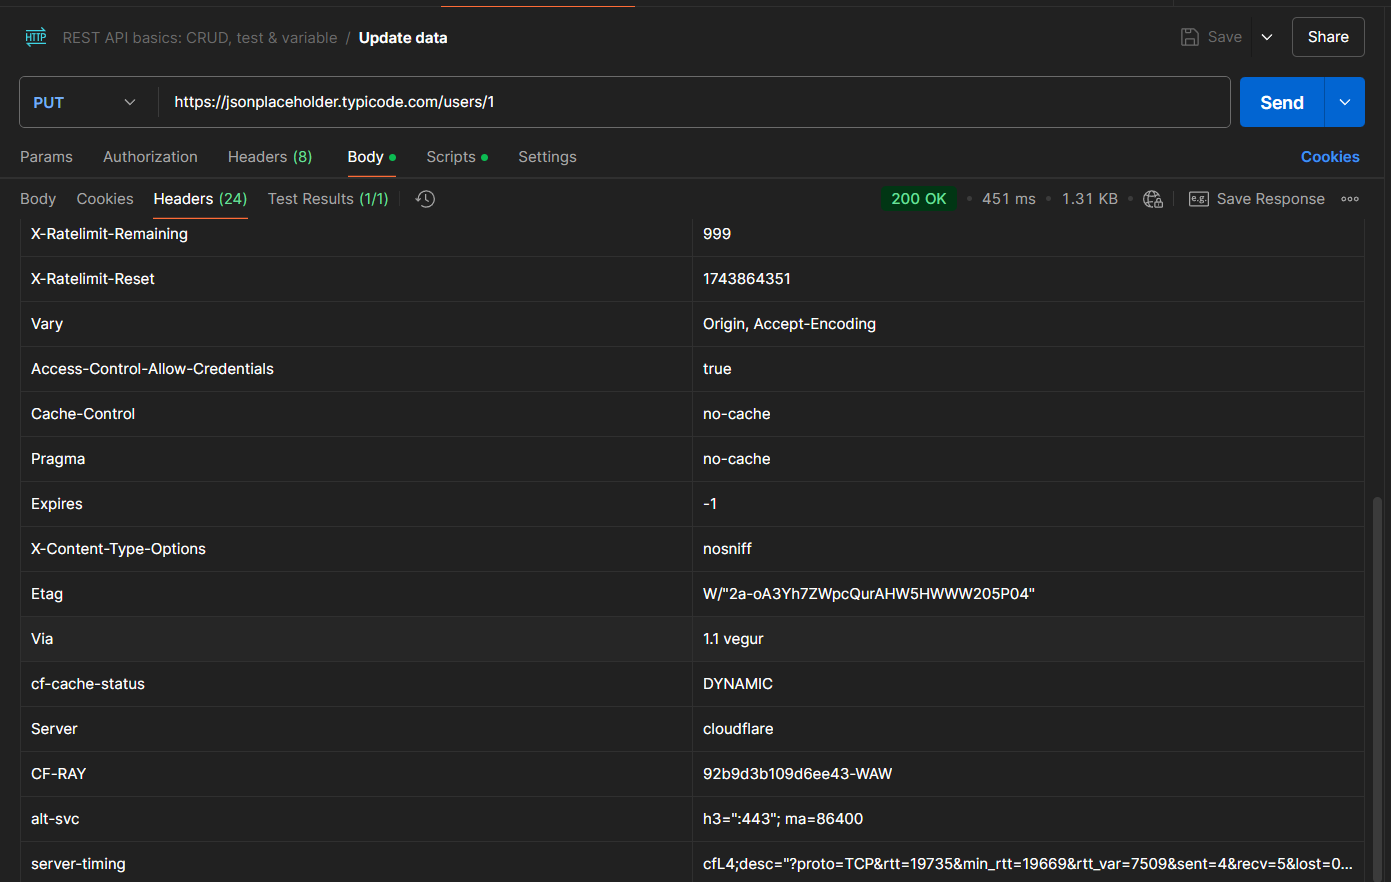 HTTP REST API basics: CRUD, test & variable / Update data Save Share
PUT https://jsonplaceholder.typicode.com/users/1 Send
Params Authorization Headers (8) Body Scripts Settings Cookies
Body Cookies Headers (24) Test Results (1/1) 200 OK 451 ms 1.31 KB e.g. Save Response
X-Ratelimit-Remaining 999
X-Ratelimit-Reset 1743864351
Vary Origin, Accept-Encoding
Access-Control-Allow-Credentials true
Cache-Control no-cache
Pragma no-cache
Expires -1
X-Content-Type-Options nosniff
Etag W/"2a-oA3Yh7ZWpcQurAHW5HWWW205P04"
Via 1.1 vegur
cf-cache-status DYNAMIC
Server cloudflare
CF-RAY 92b9d3b109d6ee43-WAW
alt-svc h3=":443"; ma=86400
server-timing cfL4;desc="?proto=TCP&rtt=19735&min_rtt=19669&rtt_var=7509&sent=4&recv=5&lost=0...